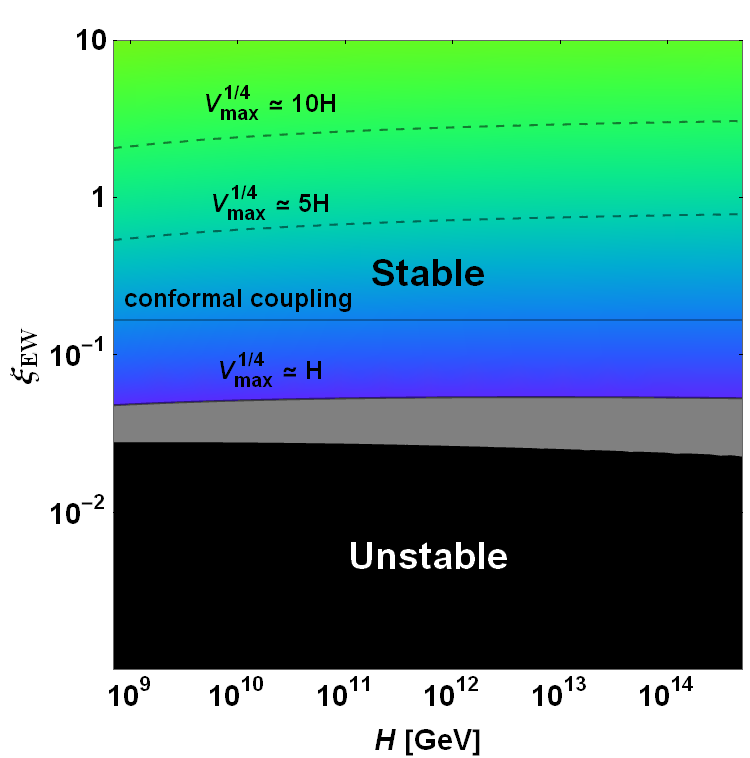 10
V_max^1/4 ≃ 10H
1
V_max^1/4 ≃ 5H
Stable
conformal coupling
10^−1
V_max^1/4 ≃ H
ξ_EW
10^−2
Unstable
10^9 10^10 10^11 10^12 10^13 10^14
H [GeV]